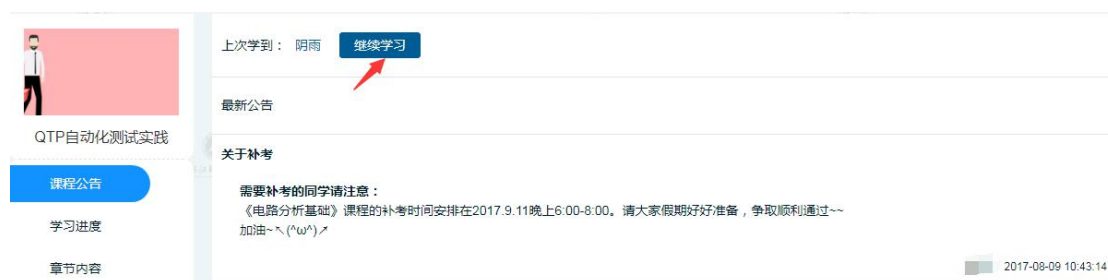 上次学到： 阴雨 继续学习
最新公告
QTP自动化测试实践
关于补考
课程公告
需要补考的同学请注意：
《电路分析基础》课程的补考时间安排在2017.9.11晚上6:00-8:00。请大家假期好好准备，争取顺利通过~~
学习进度
加油~↖(^ω^)↗
章节内容
2017-08-09 10:43:14